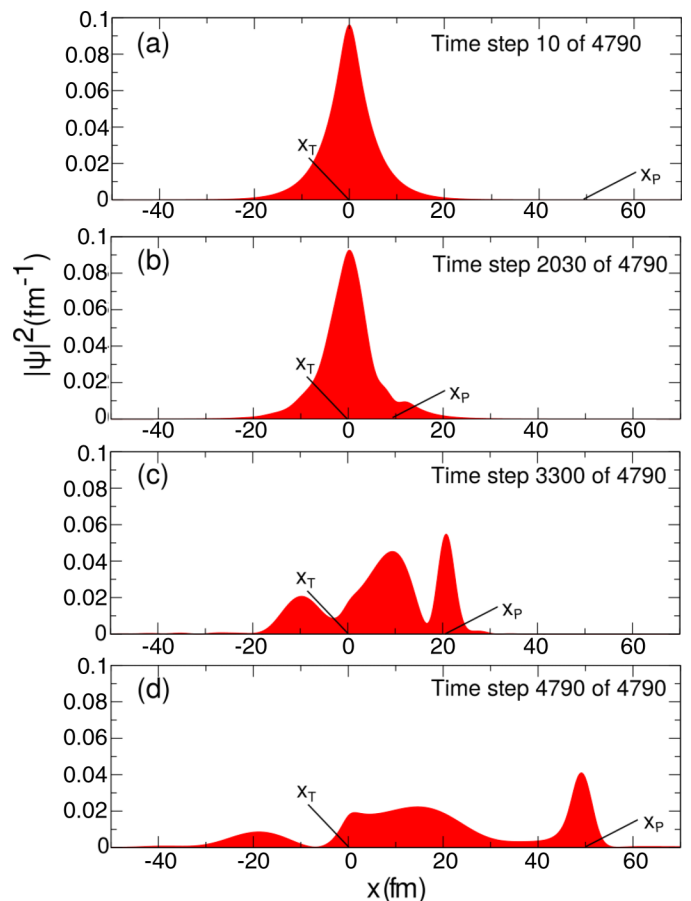 0.1
(a)
Time step 10 of 4790
0.08
0.06
0.04
x_T
0.02
x_P
0
-40 -20 0 20 40 60
0.1
(b)
Time step 2030 of 4790
0.08
0.06
0.04
x_T
0.02
x_P
0
-40 -20 0 20 40 60
|ψ|²(fm⁻¹)
0.1
(c)
Time step 3300 of 4790
0.08
0.06
0.04
x_T
0.02
x_P
0
-40 -20 0 20 40 60
0.1
(d)
Time step 4790 of 4790
0.08
0.06
0.04
x_T
0.02
x_P
0
-40 -20 0 20 40 60
x(fm)